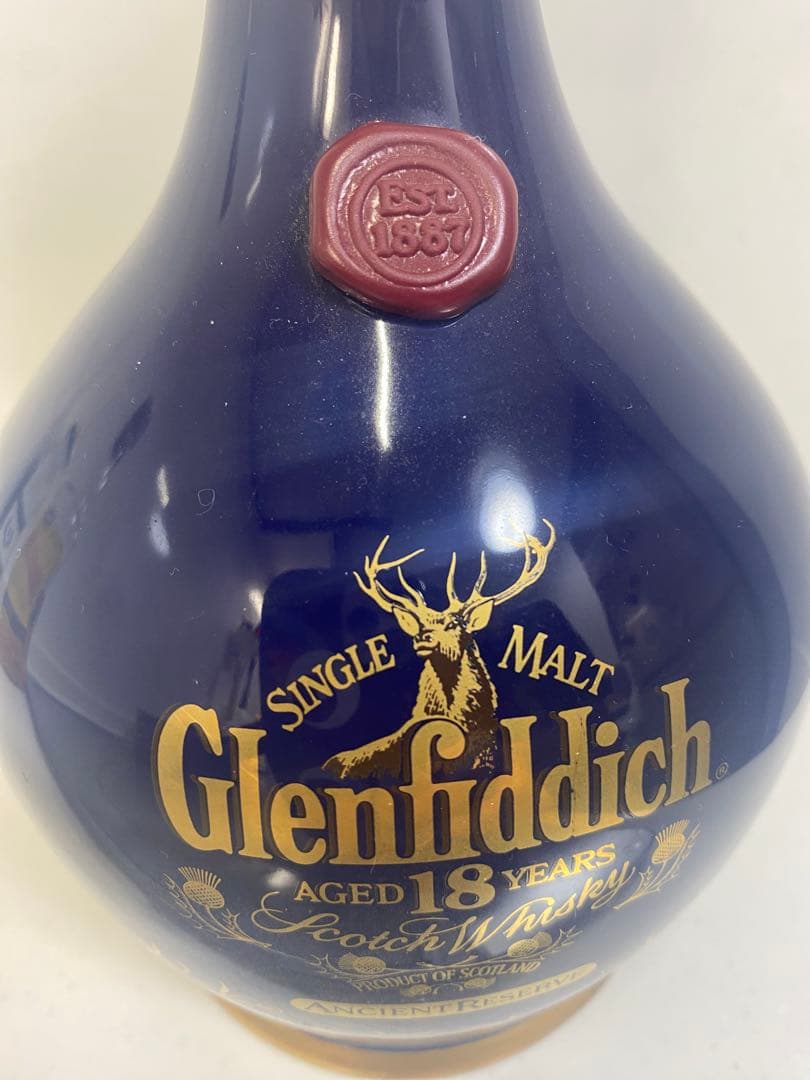 EST.
1887
SINGLE MALT
Glenfiddich®
AGED 18 YEARS
Scotch Whisky
PRODUCT OF SCOTLAND
ANCIENT RESERVE